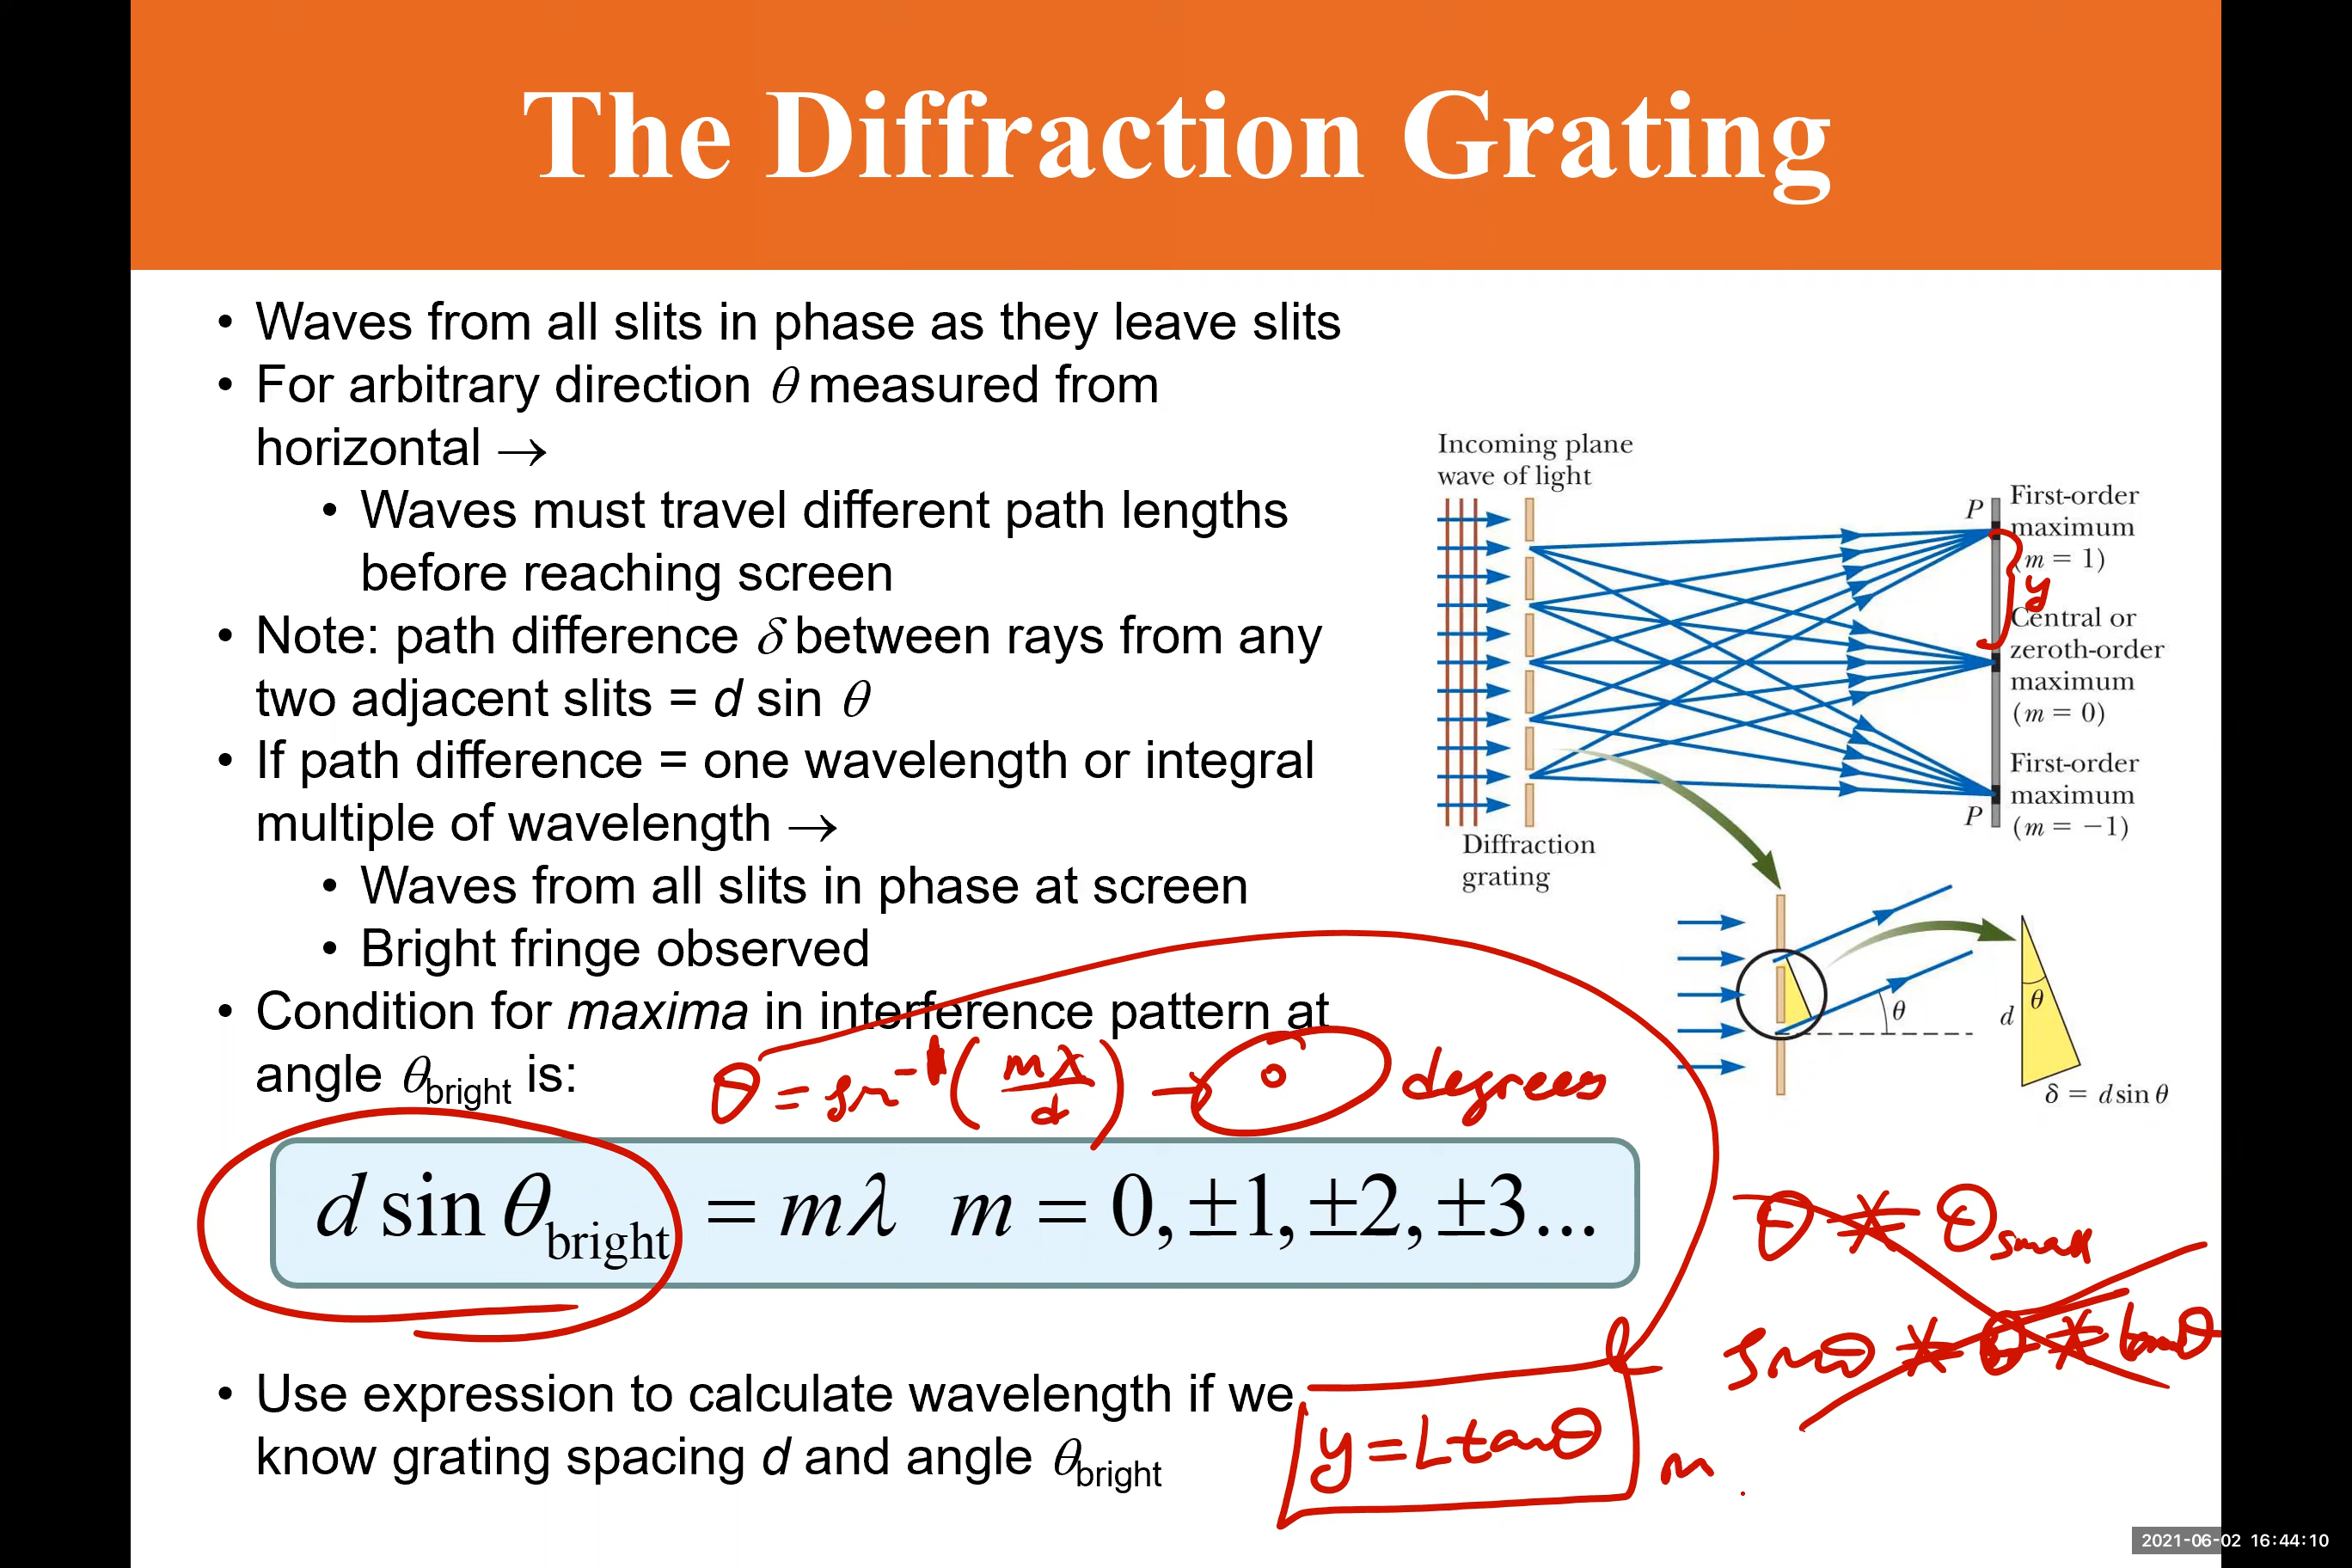 The Diffraction Grating
• Waves from all slits in phase as they leave slits
• For arbitrary direction θ measured from
horizontal →
• Waves must travel different path lengths
before reaching screen
• Note: path difference δ between rays from any
two adjacent slits = d sin θ
• If path difference = one wavelength or integral
multiple of wavelength →
• Waves from all slits in phase at screen
• Bright fringe observed
• Condition for maxima in interference pattern at
angle θbright is:
θ = sin⁻¹(mλ/d) → ° degrees
d sin θbright = mλ m = 0, ±1, ±2, ±3...
• Use expression to calculate wavelength if we
know grating spacing d and angle θbright
y = L tanθ
m
Incoming plane
wave of light
P
First-order
maximum
(m = 1)
y
Central or
zeroth-order
maximum
(m = 0)
First-order
maximum
P
(m = −1)
Diffraction
grating
θ
d
θ
δ = d sin θ
θ θsmall
sinθ θ tanθ
2021-06-02 16:44:10